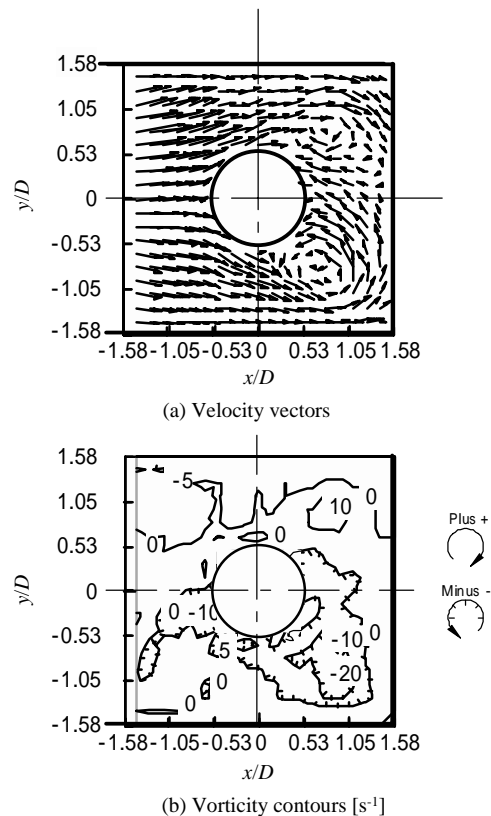 1.58
1.05
0.53
0
-0.53
-1.05
-1.58
y/D
-1.58 -1.05 -0.53 0 0.53 1.05 1.58
x/D
(a) Velocity vectors
1.58
1.05
0.53
0
-0.53
-1.05
-1.58
y/D
-5
10
0
0
0
0
-10
5
0
0
-10
0
-20
Plus +
Minus -
-1.58 -1.05 -0.53 0 0.53 1.05 1.58
x/D
(b) Vorticity contours [s⁻¹]